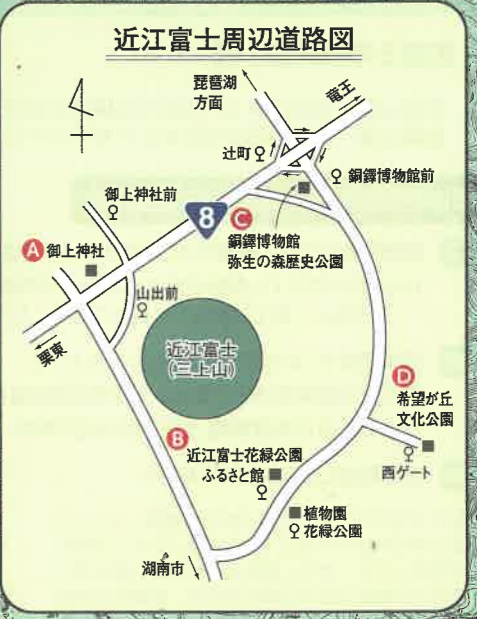 近江富士周辺道路図
琵琶湖
方面
竜王
辻町
銅鐸博物館前
御上神社前
8
C
銅鐸博物館
弥生の森歴史公園
A
御上神社
山出前
栗東
近江富士
(三上山)
D
希望が丘
文化公園
B
近江富士花緑公園
ふるさと館
西ゲート
植物園
花緑公園
湖南市